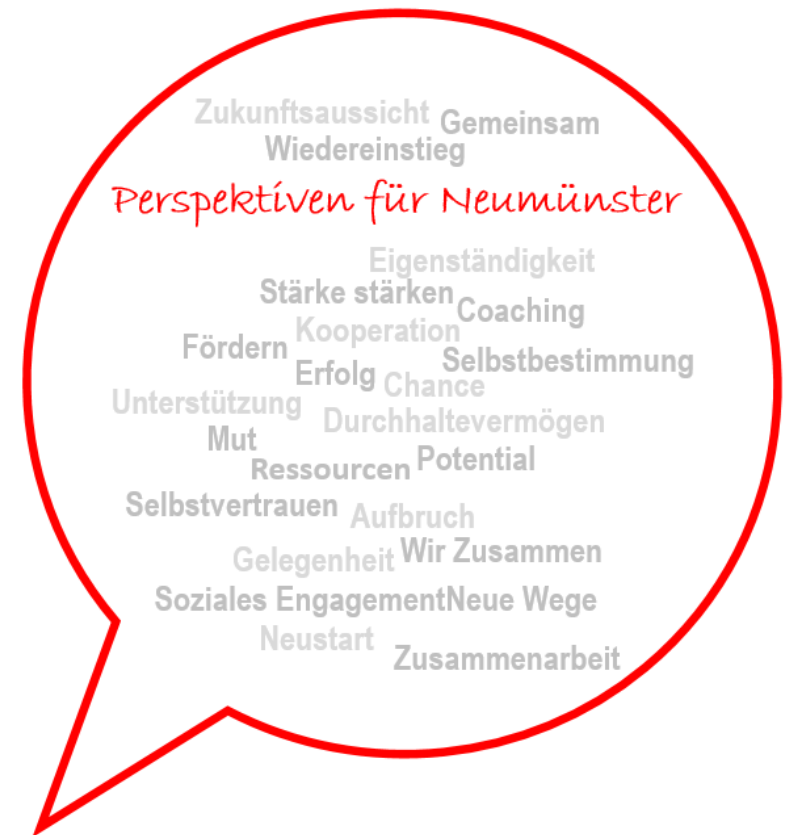 Zukunftsaussicht Gemeinsam
Wiedereinstieg
Perspektiven für Neumünster
Eigenständigkeit
Stärke stärken Coaching
Kooperation
Fördern Selbstbestimmung
Erfolg Chance
Unterstützung Durchhaltevermögen
Mut
Ressourcen Potential
Selbstvertrauen Aufbruch
Gelegenheit Wir Zusammen
Soziales EngagementNeue Wege
Neustart
Zusammenarbeit